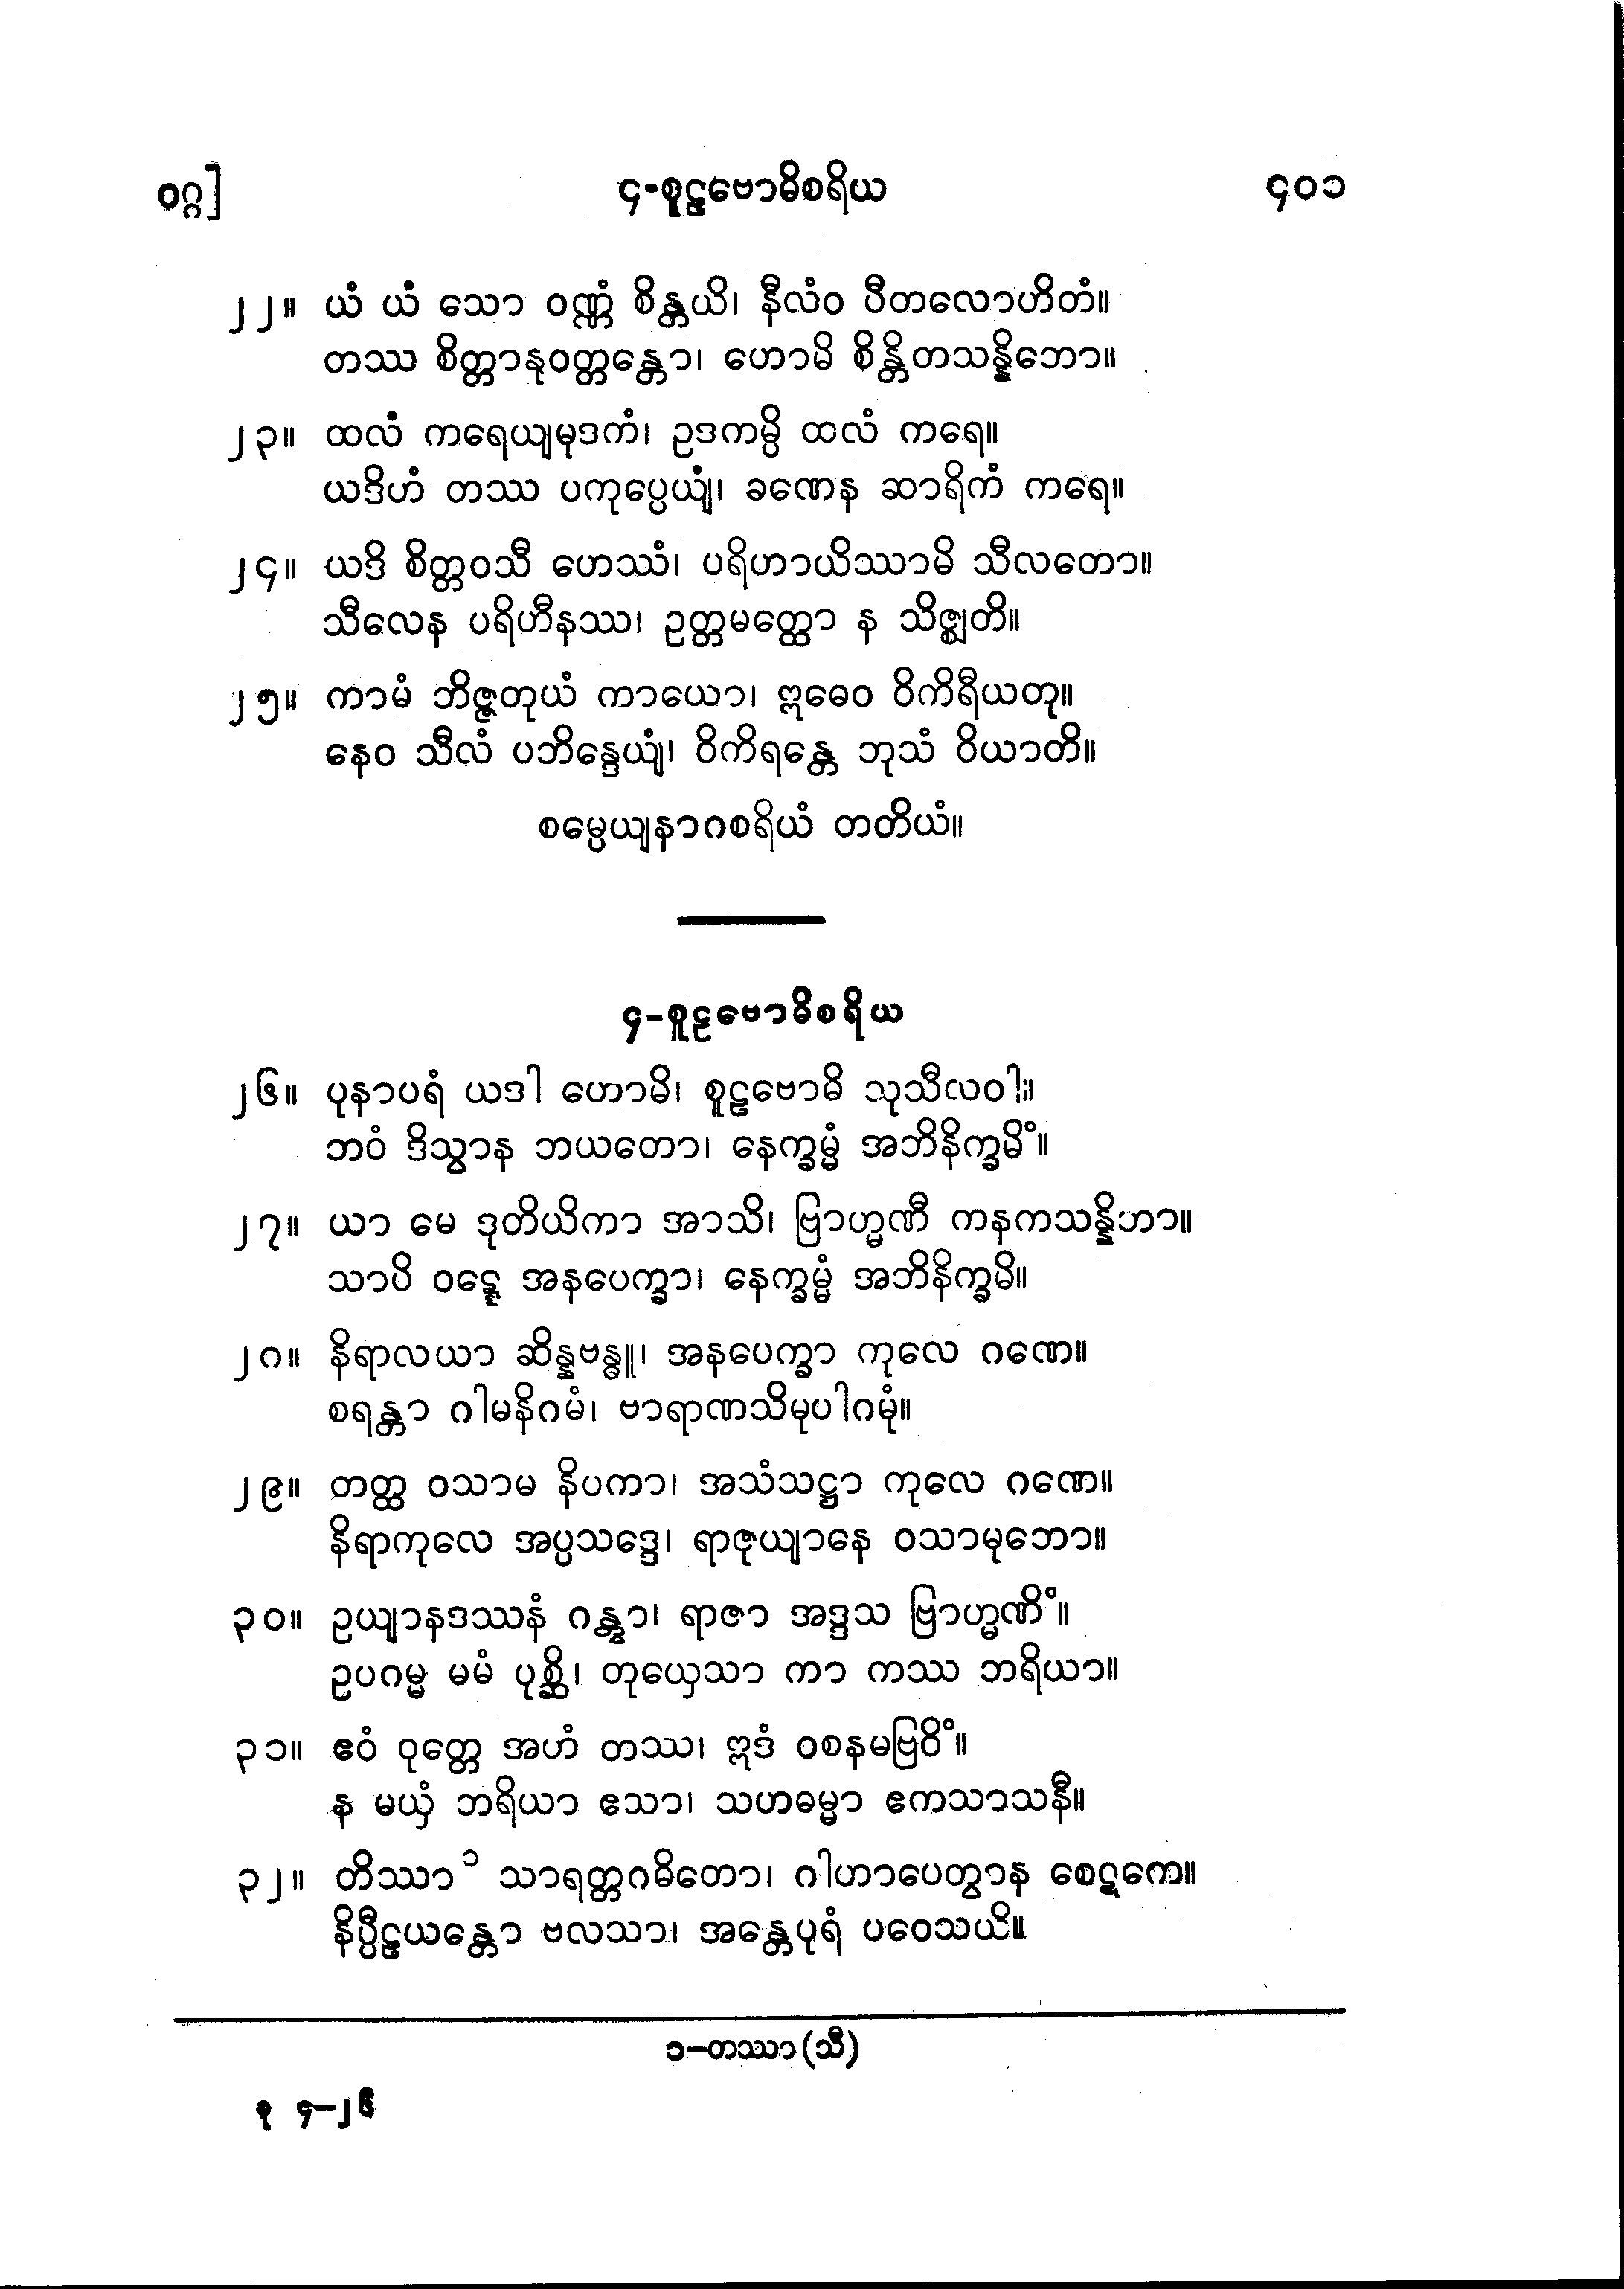 ဝဂ္ဂ]
၄-စူဠဗောဓိစရိယ
၄၀၁
၂၂။ ယံ ယံ သော ဝဏ္ဏံ စိန္တယိ၊ နီလံဝ ပီတလောဟိတံ။
တဿ စိတ္တာနုဝတ္တန္တော၊ ဟောမိ စိန္တိတသန္နိဘော။
၂၃။ ထလံ ကရေယျမုဒကံ၊ ဥဒကမ္ပိ ထလံ ကရေ။
ယဒိဟံ တဿ ပကုပ္ပေယျံ၊ ခဏေန ဆာရိကံ ကရေ။
၂၄။ ယဒိ စိတ္တဝသီ ဟေဿံ၊ ပရိဟာယိဿာမိ သီလတော။
သီလေန ပရိဟီနဿ၊ ဥတ္တမတ္ထော န သိဇ္ဈတိ။
၂၅။ ကာမံ ဘိဇ္ဇတုယံ ကာယော၊ ဣဓေဝ ဝိကိရီယတု။
နေဝ သီလံ ပဘိန္ဒေယျံ၊ ဝိကိရန္တေ ဘုသံ ဝိယာတိ။
စမ္ပေယျနာဂစရိယံ တတိယံ။
၄-စူဠဗောဓိစရိယ
၂၆။ ပုနာပရံ ယဒါ ဟောမိ၊ စူဠဗောဓိ သုသီလဝါ။
ဘဝံ ဒိသွာန ဘယတော၊ နေက္ခမ္မံ အဘိနိက္ခမိံ။
၂၇။ ယာ မေ ဒုတိယိကာ အာသိ၊ ဗြာဟ္မဏီ ကနကသန္နိဘာ။
သာပိ ဝဋ္ဋေ အနပေက္ခာ၊ နေက္ခမ္မံ အဘိနိက္ခမိ။
၂၈။ နိရာလယာ ဆိန္နဗန္ဓူ၊ အနပေက္ခာ ကုလေ ဂဏေ။
စရန္တာ ဂါမနိဂမံ၊ ဗာရာဏသိမုပါဂမုံ။
၂၉။ တတ္ထ ဝသာမ နိပကာ၊ အသံသဋ္ဌာ ကုလေ ဂဏေ။
နိရာကုလေ အပ္ပသဒ္ဒေ၊ ရာဇုယျာနေ ဝသာမုဘော။
၃၀။ ဥယျာနဒဿနံ ဂန္တွာ၊ ရာဇာ အဒ္ဒသ ဗြာဟ္မဏိံ။
ဥပဂမ္မ မမံ ပုစ္ဆိ၊ တုယှေသာ ကာ ကဿ ဘရိယာ။
၃၁။ ဧဝံ ဝုတ္တေ အဟံ တဿ၊ ဣဒံ ဝစနမဗြဝိံ။
န မယှံ ဘရိယာ ဧသာ၊ သဟဓမ္မာ ဧကသာသနီ။
၃၂။ တိဿာ ၁ သာရတ္တဂဓိတော၊ ဂါဟာပေတွာန စေဋကေ။
နိပ္ပီဠယန္တော ဗလသာ၊ အန္တေပုရံ ပဝေသယိ။
၁-တဿာ (သီ)